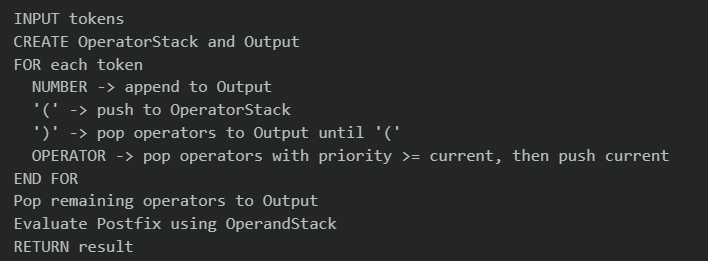 INPUT tokens
CREATE OperatorStack and Output
FOR each token
  NUMBER -> append to Output
  '(' -> push to OperatorStack
  ')' -> pop operators to Output until '('
  OPERATOR -> pop operators with priority >= current, then push current
END FOR
Pop remaining operators to Output
Evaluate Postfix using OperandStack
RETURN result